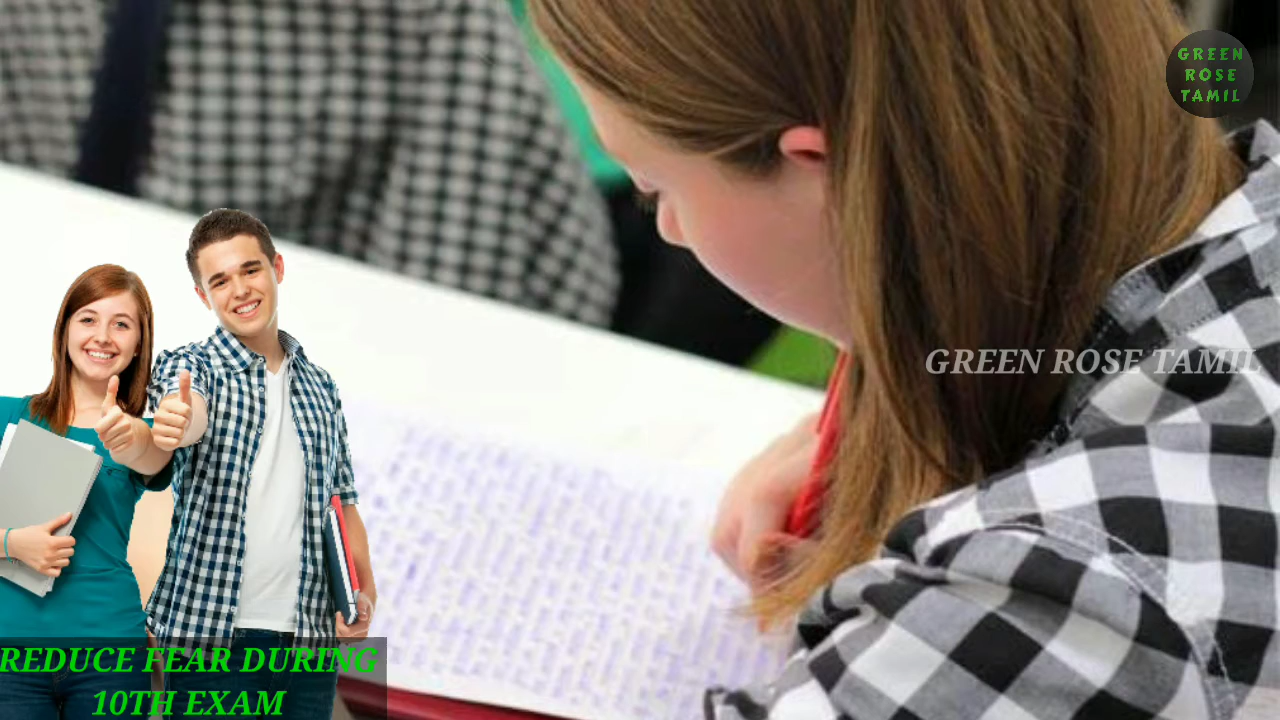 GREEN
ROSE
TAMIL
GREEN ROSE TAMIL
REDUCE FEAR DURING
10TH EXAM